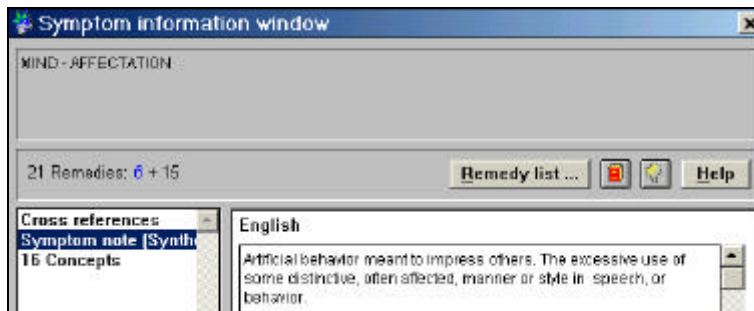 Symptom information window
MIND - AFFECTATION
21 Remedies: 6 + 15
Remedy list ...
Help
Cross references
Symptom note [Synthe
16 Concepts
English
Artificial behavior meant to impress others. The excessive use of
some distinctive, often affected, manner or style in speech, or
behavior.